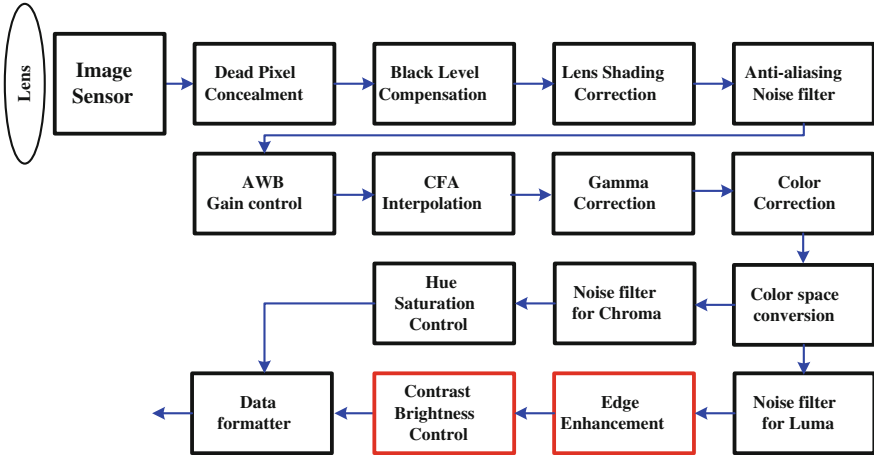 Lens
Image
Sensor
Dead Pixel
Concealment
Black Level
Compensation
Lens Shading
Correction
Anti-aliasing
Noise filter
AWB
Gain control
CFA
Interpolation
Gamma
Correction
Color
Correction
Hue
Saturation
Control
Noise filter
for Chroma
Color space
conversion
Data
formatter
Contrast
Brightness
Control
Edge
Enhancement
Noise filter
for Luma